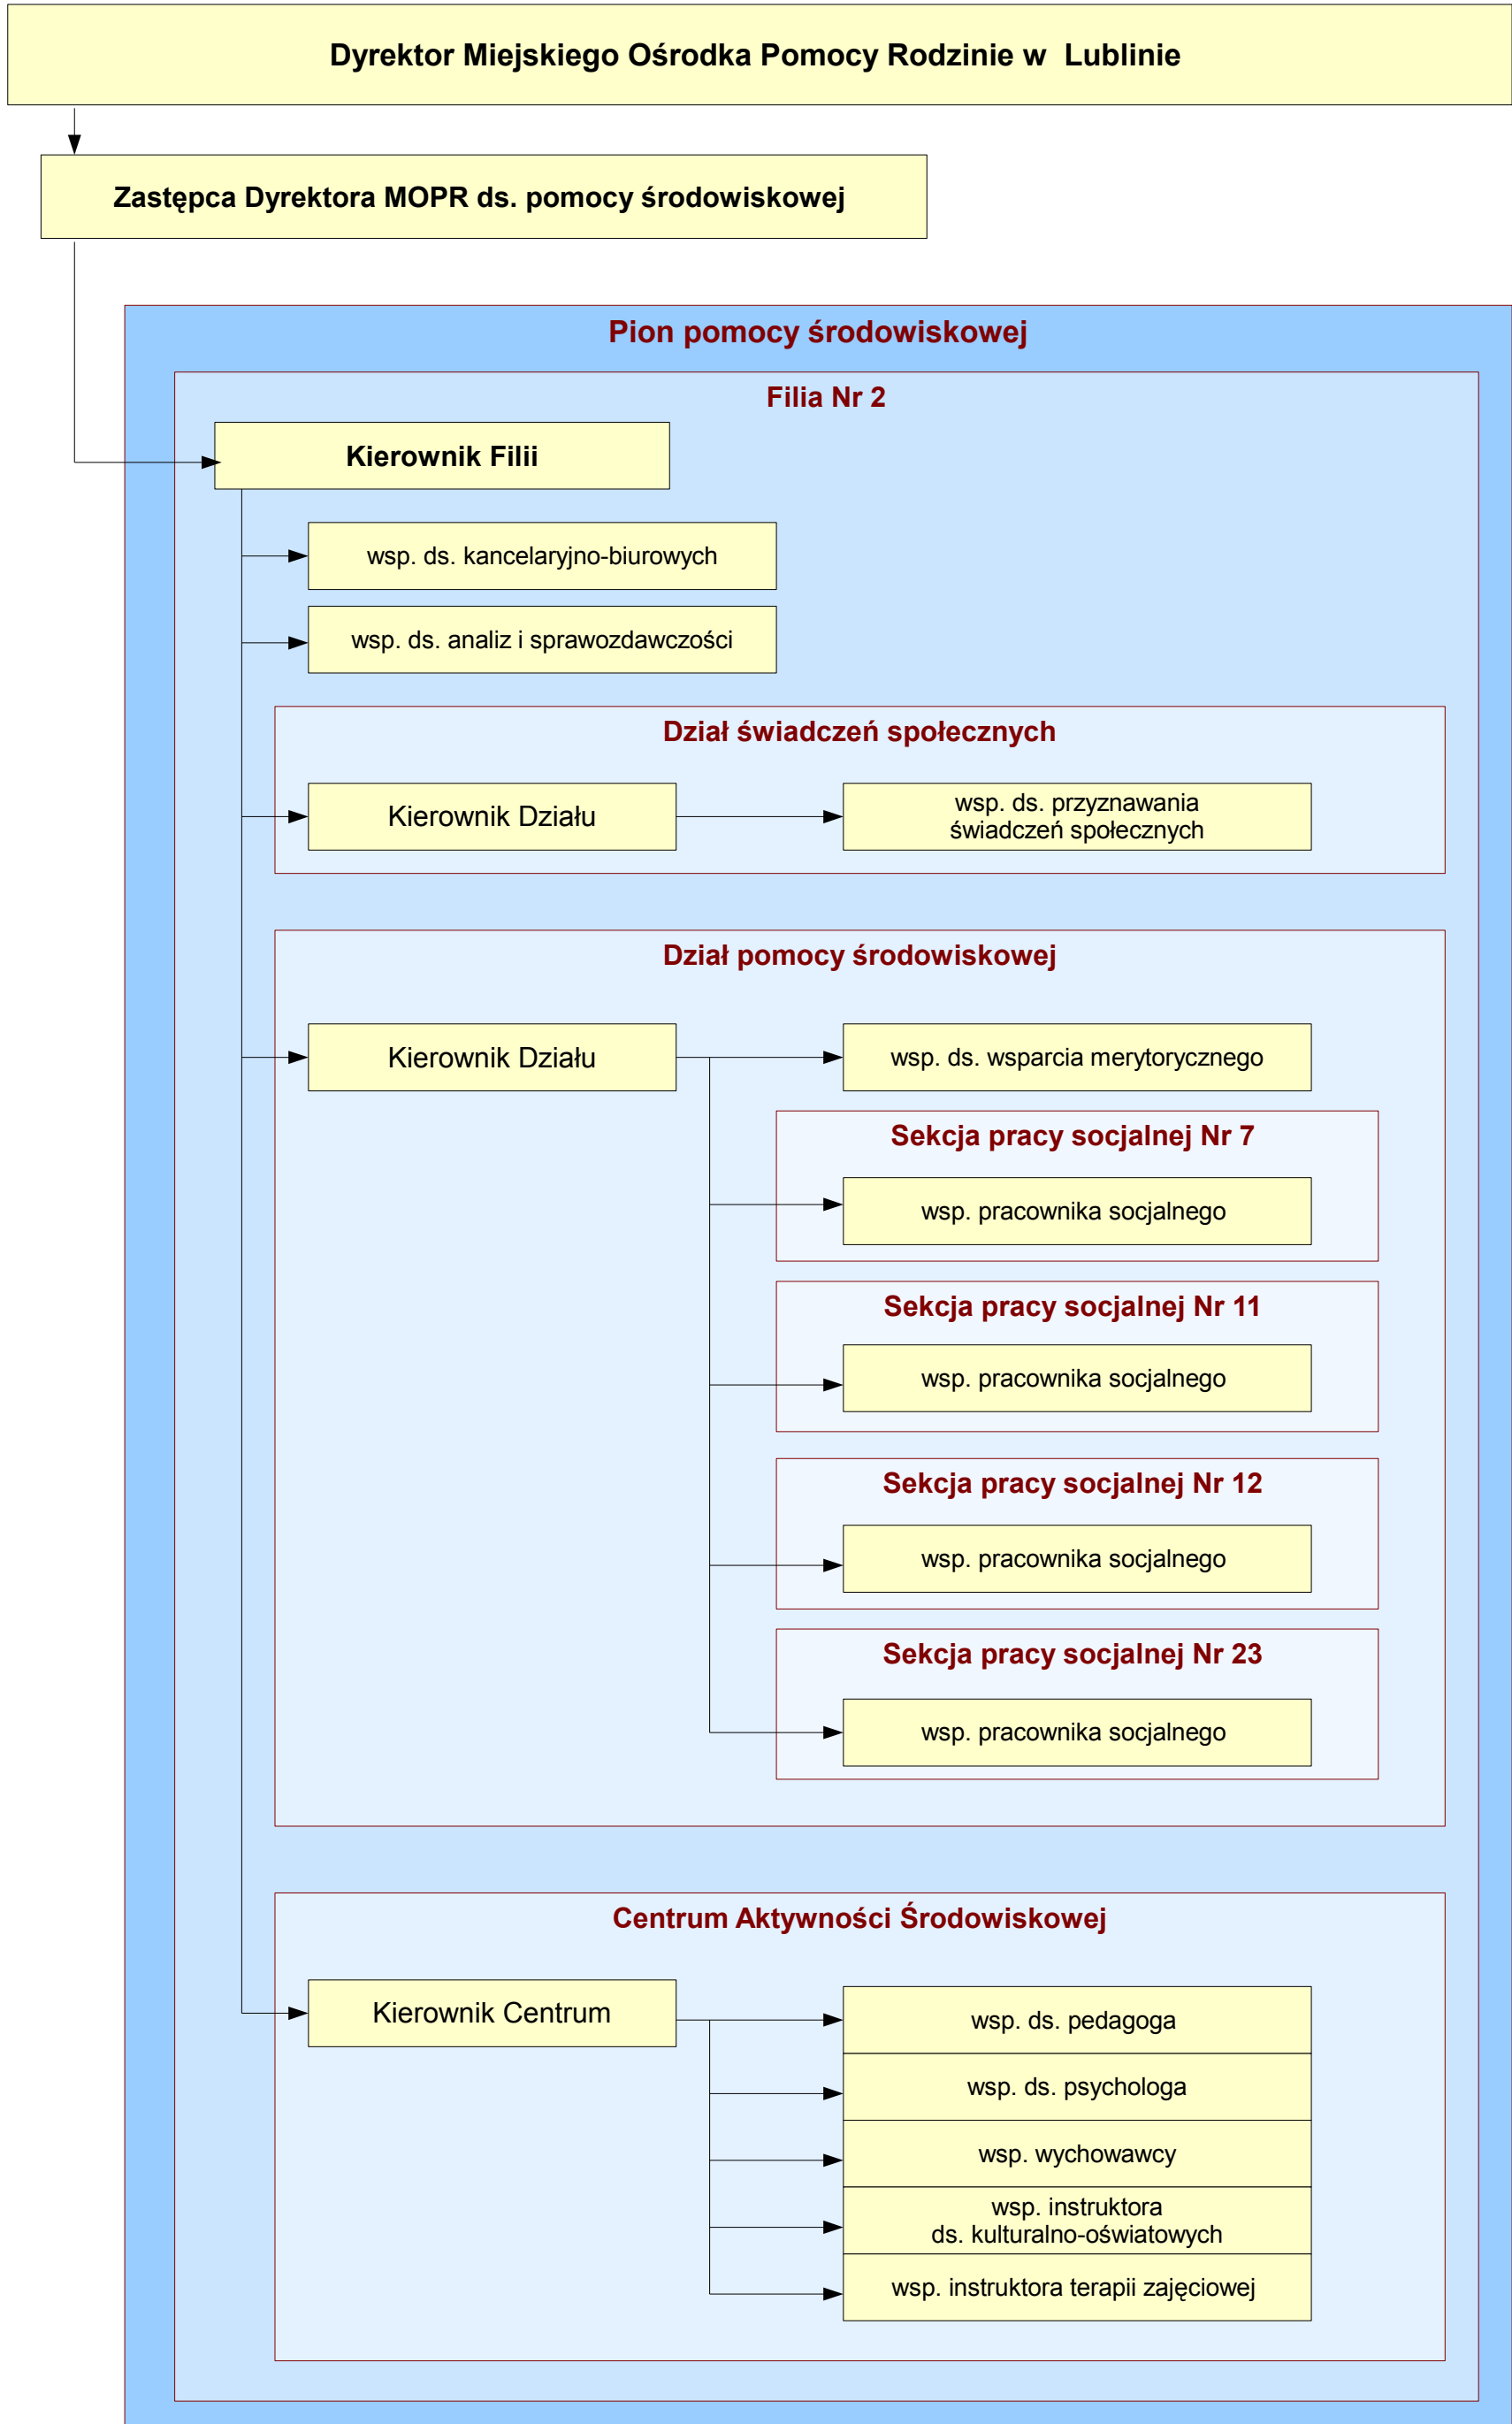 Dyrektor Miejskiego Ośrodka Pomocy Rodzinie w  Lublinie
Zastępca Dyrektora MOPR ds. pomocy środowiskowej
Pion pomocy środowiskowej
Filia Nr 2
Kierownik Filii
wsp. ds. kancelaryjno-biurowych
wsp. ds. analiz i sprawozdawczości
Dział świadczeń społecznych
Kierownik Działu
wsp. ds. przyznawania
świadczeń społecznych
Dział pomocy środowiskowej
Kierownik Działu
wsp. ds. wsparcia merytorycznego
Sekcja pracy socjalnej Nr 7
wsp. pracownika socjalnego
Sekcja pracy socjalnej Nr 11
wsp. pracownika socjalnego
Sekcja pracy socjalnej Nr 12
wsp. pracownika socjalnego
Sekcja pracy socjalnej Nr 23
wsp. pracownika socjalnego
Centrum Aktywności Środowiskowej
Kierownik Centrum
wsp. ds. pedagoga
wsp. ds. psychologa
wsp. wychowawcy
wsp. instruktora
ds. kulturalno-oświatowych
wsp. instruktora terapii zajęciowej